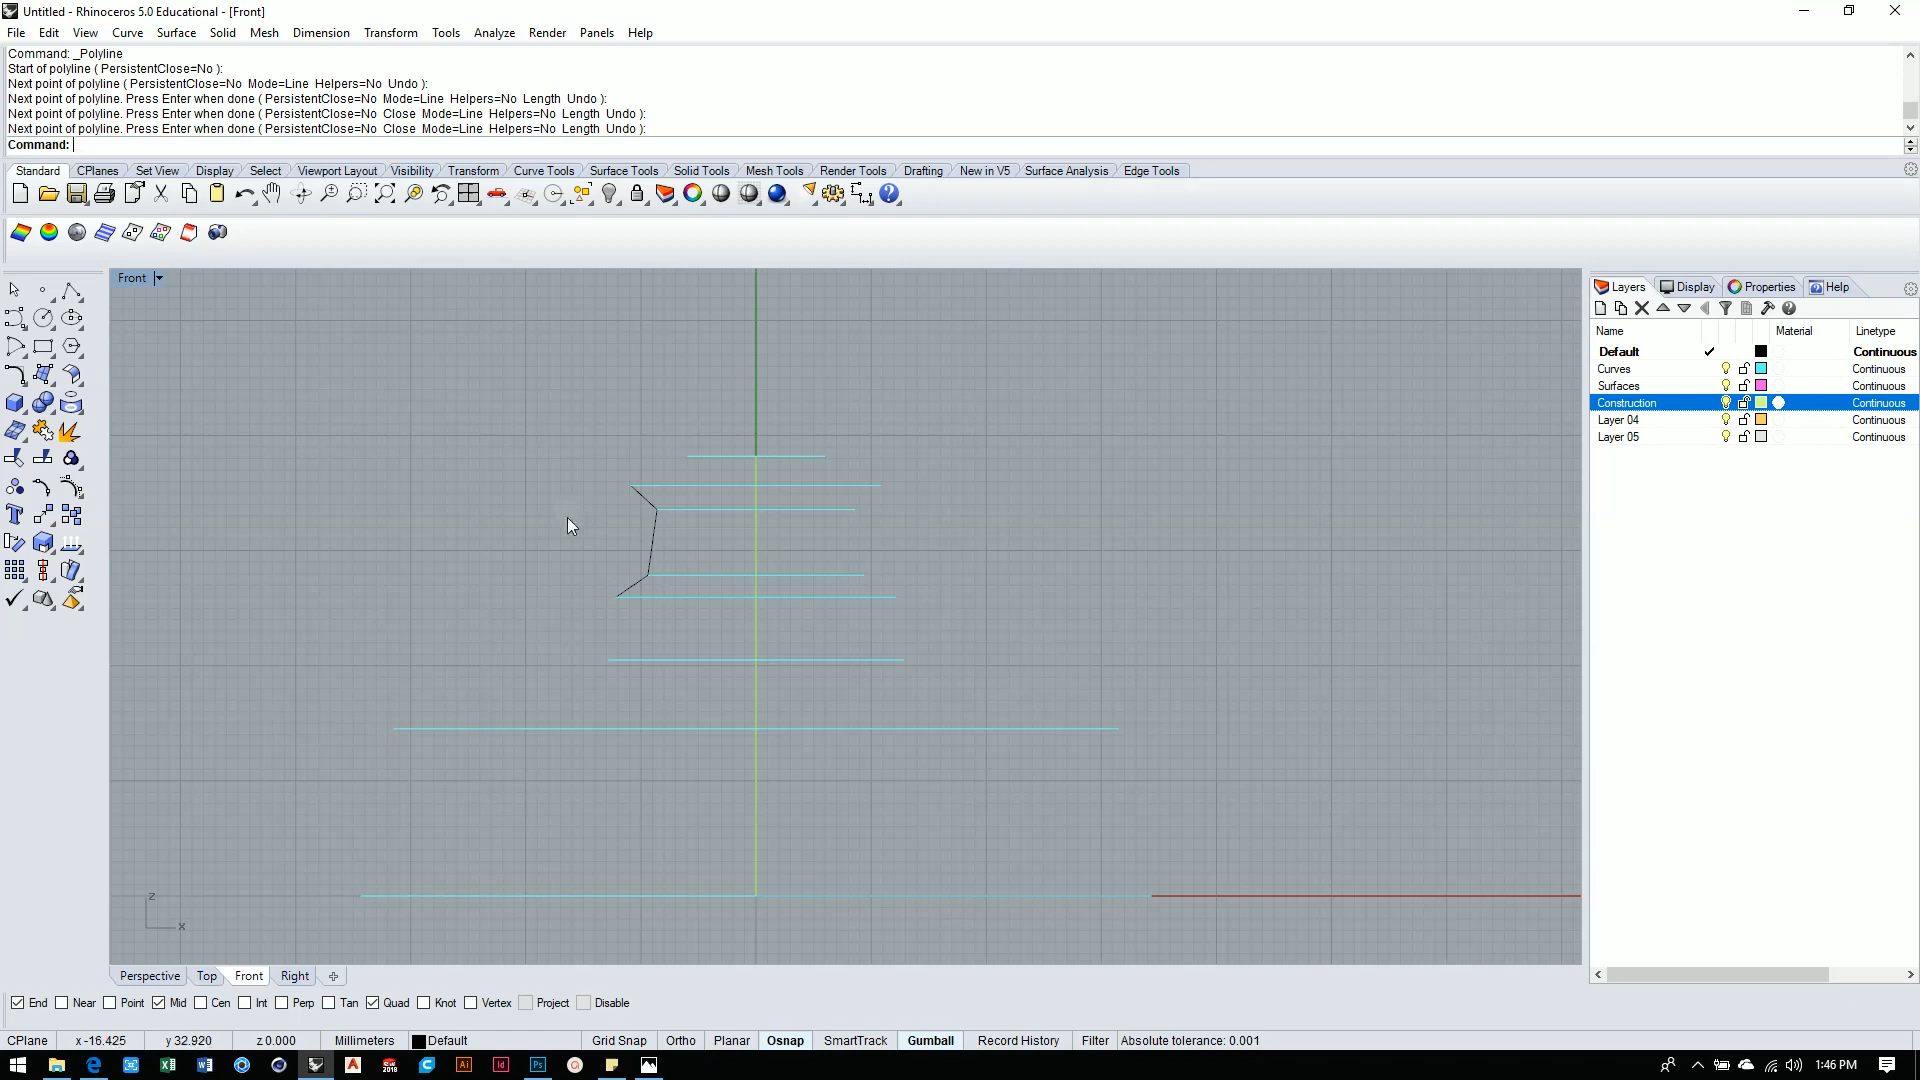 Untitled - Rhinoceros 5.0 Educational - [Front]
File Edit View Curve Surface Solid Mesh Dimension Transform Tools Analyze Render Panels Help
Command: _Polyline
Start of polyline ( PersistentClose=No ):
Next point of polyline ( PersistentClose=No Mode=Line Helpers=No Undo ):
Next point of polyline. Press Enter when done ( PersistentClose=No Mode=Line Helpers=No Length Undo ):
Next point of polyline. Press Enter when done ( PersistentClose=No Close Mode=Line Helpers=No Length Undo ):
Next point of polyline. Press Enter when done ( PersistentClose=No Close Mode=Line Helpers=No Length Undo ):
Command:
Standard CPlanes Set View Display Select Viewport Layout Visibility Transform Curve Tools Surface Tools Solid Tools Mesh Tools Render Tools Drafting New in V5 Surface Analysis Edge Tools
Front
Layers Display Properties Help
Name Material Linetype
Default Continuous
Curves Continuous
Surfaces Continuous
Construction Continuous
Layer 04 Continuous
Layer 05 Continuous
z
x
Perspective Top Front Right
End Near Point Mid Cen Int Perp Tan Quad Knot Vertex Project Disable
CPlane x -16.425 y 32.920 z 0.000 Millimeters Default Grid Snap Ortho Planar Osnap SmartTrack Gumball Record History Filter Absolute tolerance: 0.001
Ai Id Ps 1:46 PM